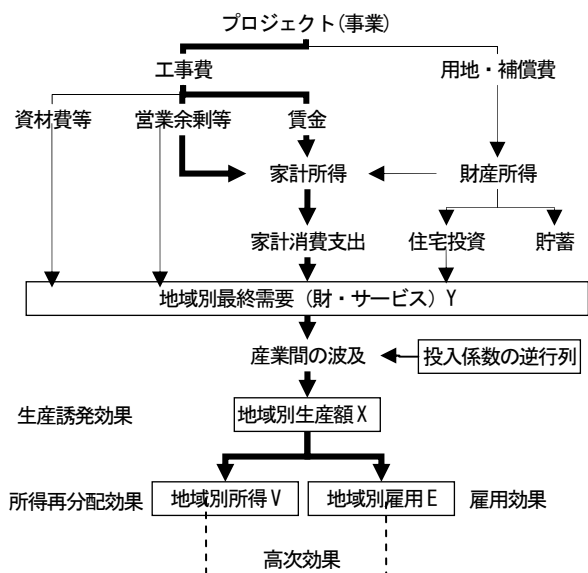 プロジェクト(事業)
工事費 用地・補償費
資材費等 営業余剰等 賃金
家計所得 財産所得
家計消費支出 住宅投資 貯蓄
地域別最終需要（財・サービス）Y
産業間の波及 投入係数の逆行列
生産誘発効果 地域別生産額X
所得再分配効果 地域別所得V 地域別雇用E 雇用効果
高次効果